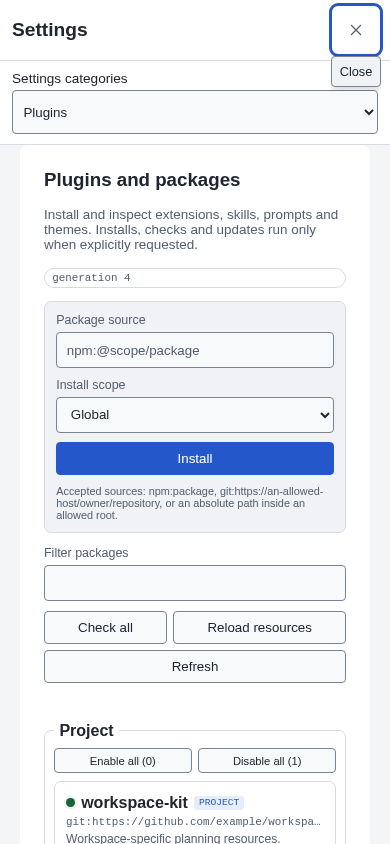 Settings
Close
Settings categories
Plugins
Plugins and packages
Install and inspect extensions, skills, prompts and
themes. Installs, checks and updates run only
when explicitly requested.
generation 4
Package source
npm:@scope/package
Install scope
Global
Install
Accepted sources: npm:package, git:https://an-allowed-
host/owner/repository, or an absolute path inside an
allowed root.
Filter packages
Check all
Reload resources
Refresh
Project
Enable all (0)
Disable all (1)
workspace-kit PROJECT
git:https://github.com/example/workspa…
Workspace-specific planning resources.